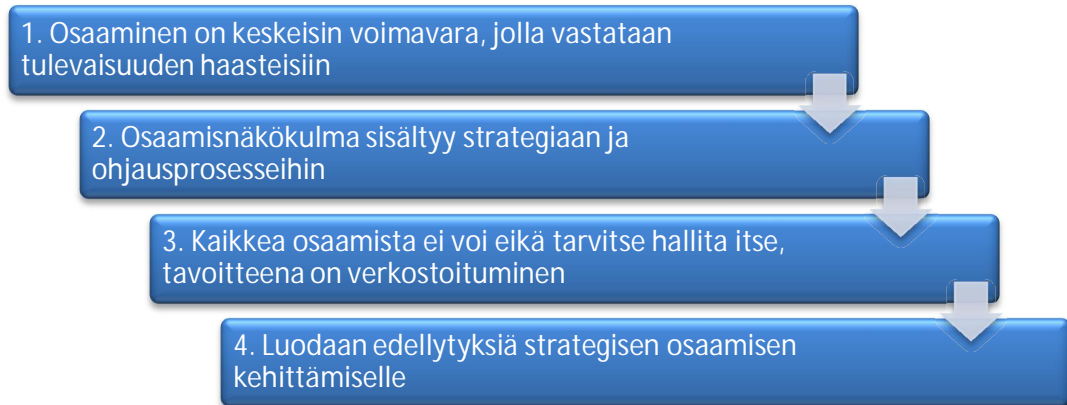 1. Osaaminen on keskeisin voimavara, jolla vastataan
tulevaisuuden haasteisiin
2. Osaamisnäkökulma sisältyy strategiaan ja
ohjausprosesseihin
3. Kaikkea osaamista ei voi eikä tarvitse hallita itse,
tavoitteena on verkostoituminen
4. Luodaan edellytyksiä strategisen osaamisen
kehittämiselle